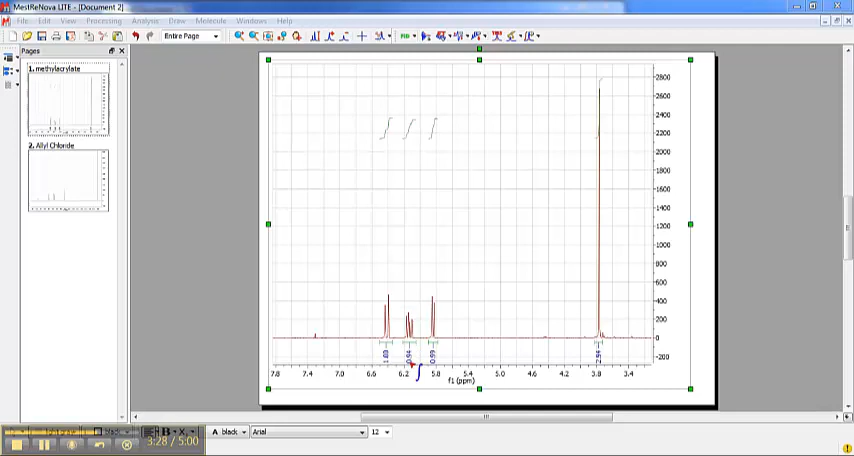 MestReNova LITE - [Document 2]
File Edit View Processing Analysis Draw Molecule Windows Help
Entire Page
Pages
1. methylacrylate
2. Allyl Chloride
2800
2600
2400
2200
2000
1800
1600
1400
1200
1000
800
600
400
200
0
-200
0.94 0.99 2.94
7.8 7.4 7.0 6.6 6.2 5.8 5.4 5.0 4.6 4.2 3.8 3.4
f1 (ppm)
black B X A black Arial 12
3:28 / 5:00